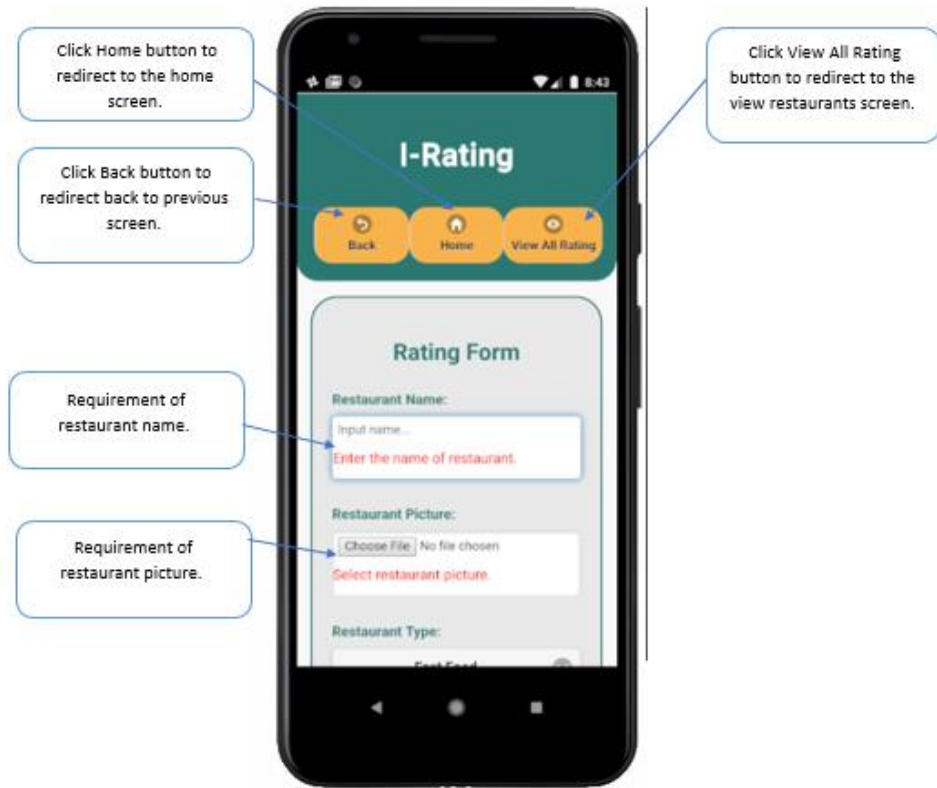 Click Home button to
redirect to the home
screen.
Click View All Rating
button to redirect to the
view restaurants screen.
Click Back button to
redirect back to previous
screen.
8:43
I-Rating
Back
Home
View All Rating
Rating Form
Requirement of
restaurant name.
Restaurant Name:
Input name...
Enter the name of restaurant.
Requirement of
restaurant picture.
Restaurant Picture:
Choose File No file chosen
Select restaurant picture.
Restaurant Type:
Fast Food